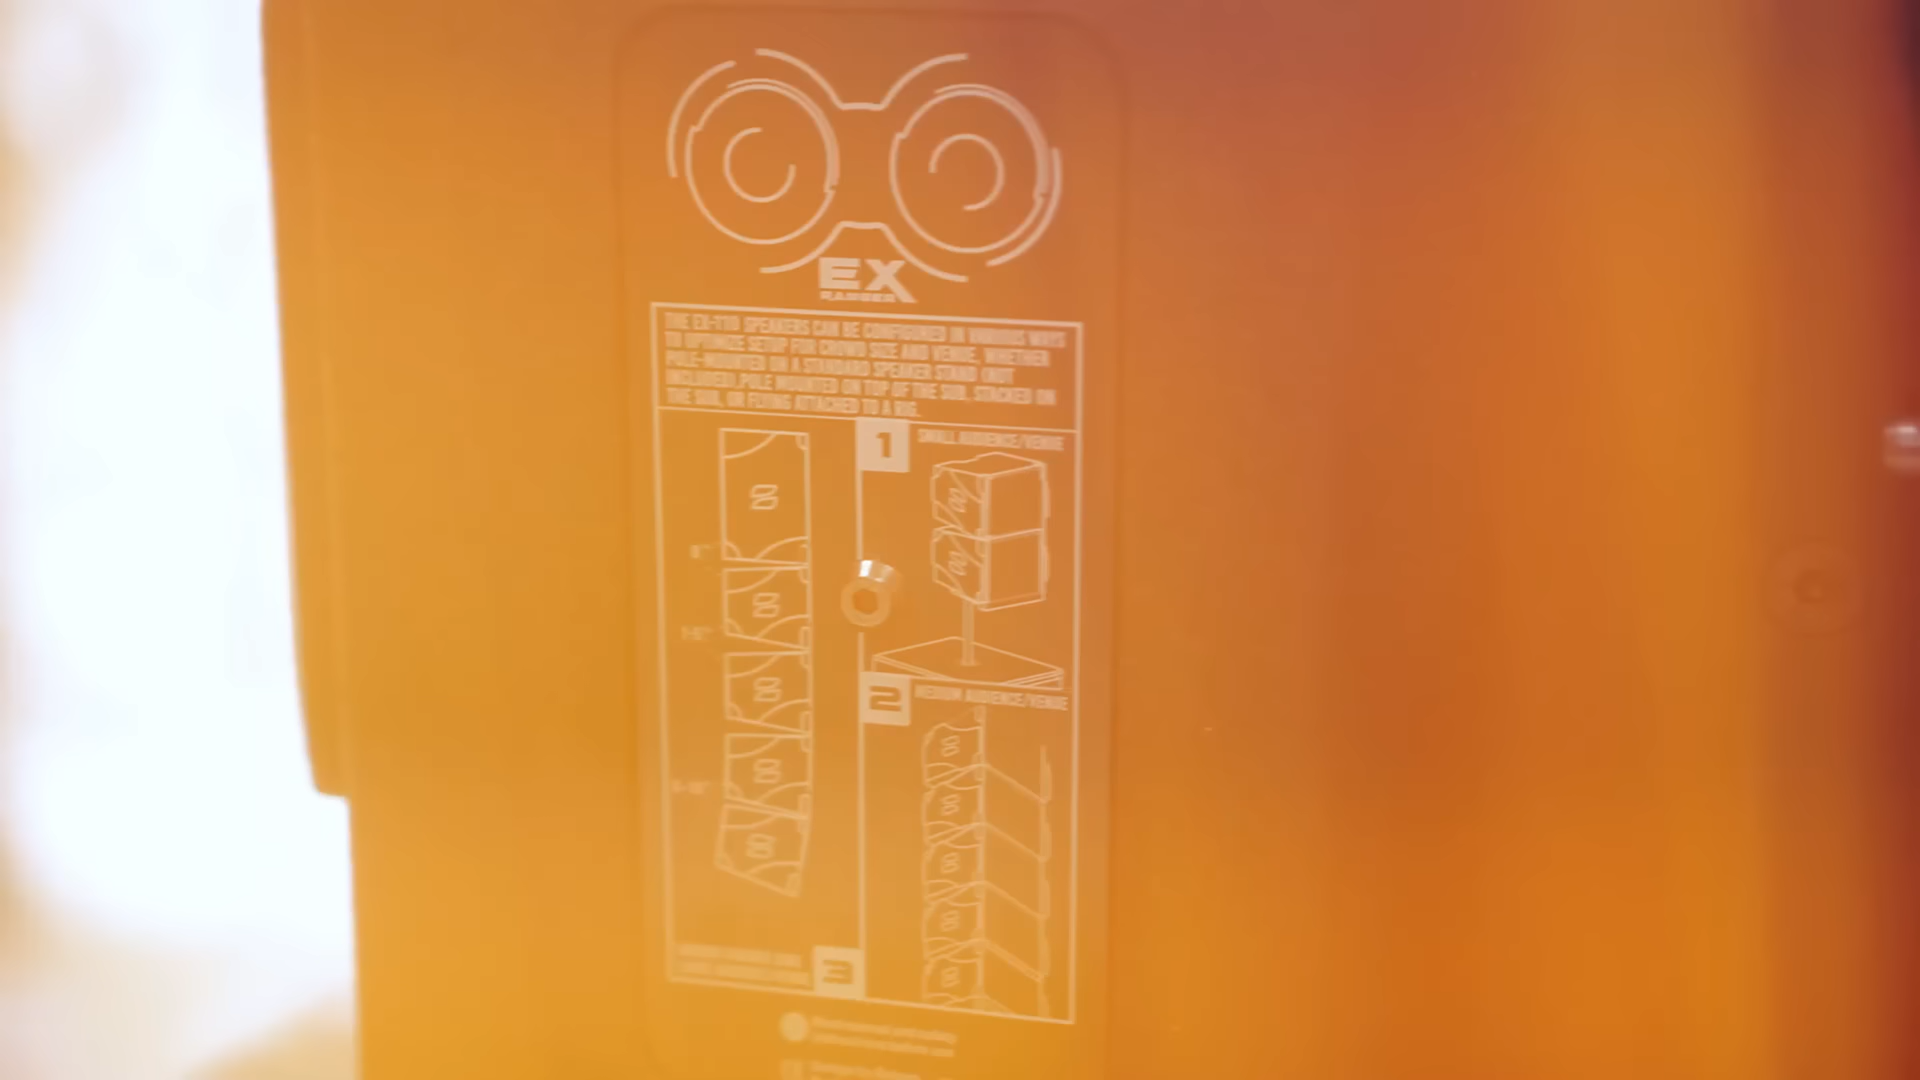 EX
RANGER
THE EX-110 SPEAKERS CAN BE CONFIGURED IN VARIOUS WAYS
TO OPTIMIZE SETUP FOR CROWD SIZE AND VENUE. WHETHER
POLE-MOUNTED ON A STANDARD SPEAKER STAND (NOT
INCLUDED), POLE MOUNTED ON TOP OF THE SUB, STACKED ON
THE SUB, OR FLYING ATTACHED TO A RIG.
1
SMALL AUDIENCE/VENUE
2
MEDIUM AUDIENCE/VENUE
3